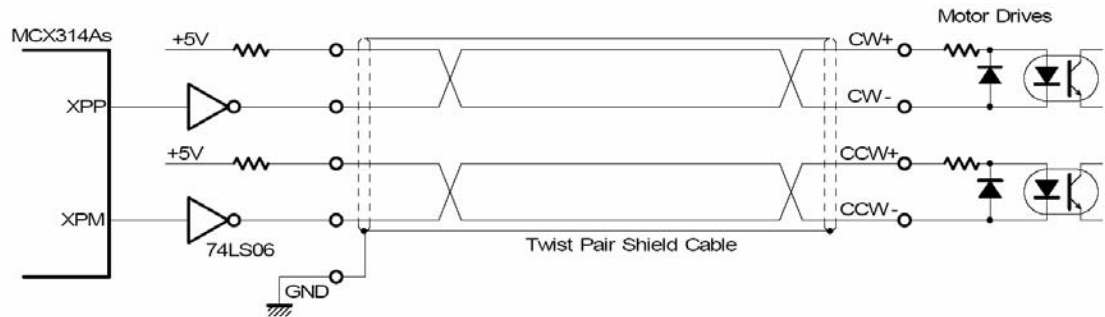 Motor Drives
MCX314As
+5V
CW+
XPP
CW-
+5V
CCW+
XPM
CCW-
74LS06
Twist Pair Shield Cable
GND